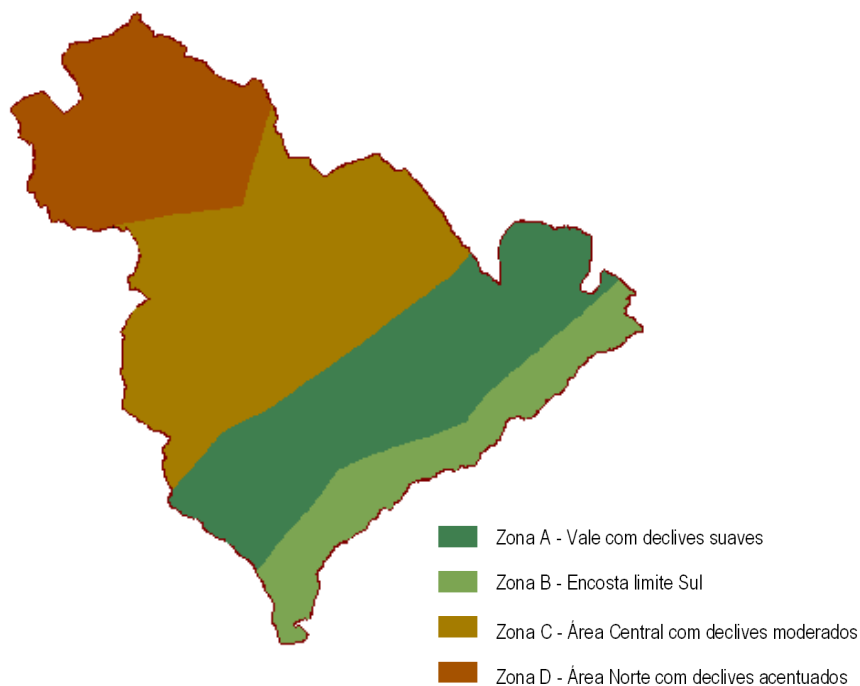 Zona A - Vale com declives suaves
Zona B - Encosta limite Sul
Zona C - Área Central com declives moderados
Zona D - Área Norte com declives acentuados